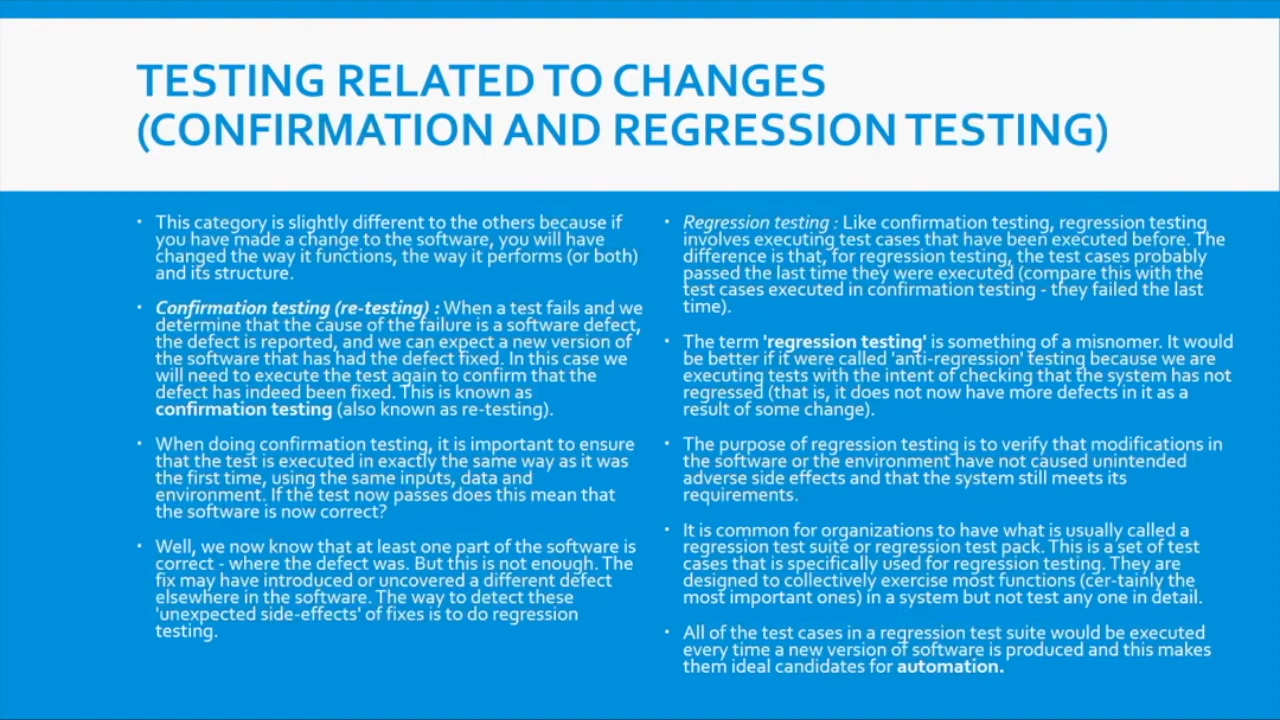 TESTING RELATED TO CHANGES
(CONFIRMATION AND REGRESSION TESTING)
• This category is slightly different to the others because if
you have made a change to the software, you will have
changed the way it functions, the way it performs (or both)
and its structure.
• Confirmation testing (re-testing) : When a test fails and we
determine that the cause of the failure is a software defect,
the defect is reported, and we can expect a new version of
the software that has had the defect fixed. In this case we
will need to execute the test again to confirm that the
defect has indeed been fixed. This is known as
confirmation testing (also known as re-testing).
• When doing confirmation testing, it is important to ensure
that the test is executed in exactly the same way as it was
the first time, using the same inputs, data and
environment. If the test now passes does this mean that
the software is now correct?
• Well, we now know that at least one part of the software is
correct - where the defect was. But this is not enough. The
fix may have introduced or uncovered a different defect
elsewhere in the software. The way to detect these
'unexpected side-effects' of fixes is to do regression
testing.
• Regression testing : Like confirmation testing, regression testing
involves executing test cases that have been executed before. The
difference is that, for regression testing, the test cases probably
passed the last time they were executed (compare this with the
test cases executed in confirmation testing - they failed the last
time).
• The term 'regression testing' is something of a misnomer. It would
be better if it were called 'anti-regression' testing because we are
executing tests with the intent of checking that the system has not
regressed (that is, it does not now have more defects in it as a
result of some change).
• The purpose of regression testing is to verify that modifications in
the software or the environment have not caused unintended
adverse side effects and that the system still meets its
requirements.
• It is common for organizations to have what is usually called a
regression test suite or regression test pack. This is a set of test
cases that is specifically used for regression testing. They are
designed to collectively exercise most functions (cer-tainly the
most important ones) in a system but not test any one in detail.
• All of the test cases in a regression test suite would be executed
every time a new version of software is produced and this makes
them ideal candidates for automation.